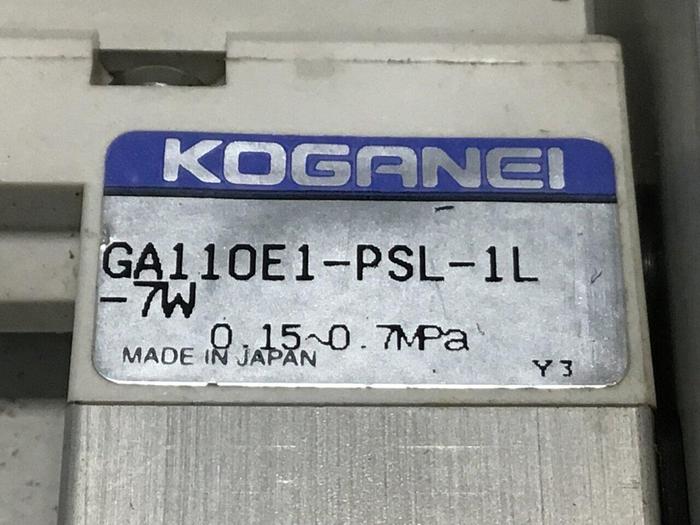 KOGANEI
GA110E1-PSL-1L
-7W
0.15~0.7MPa
MADE IN JAPAN
Y3